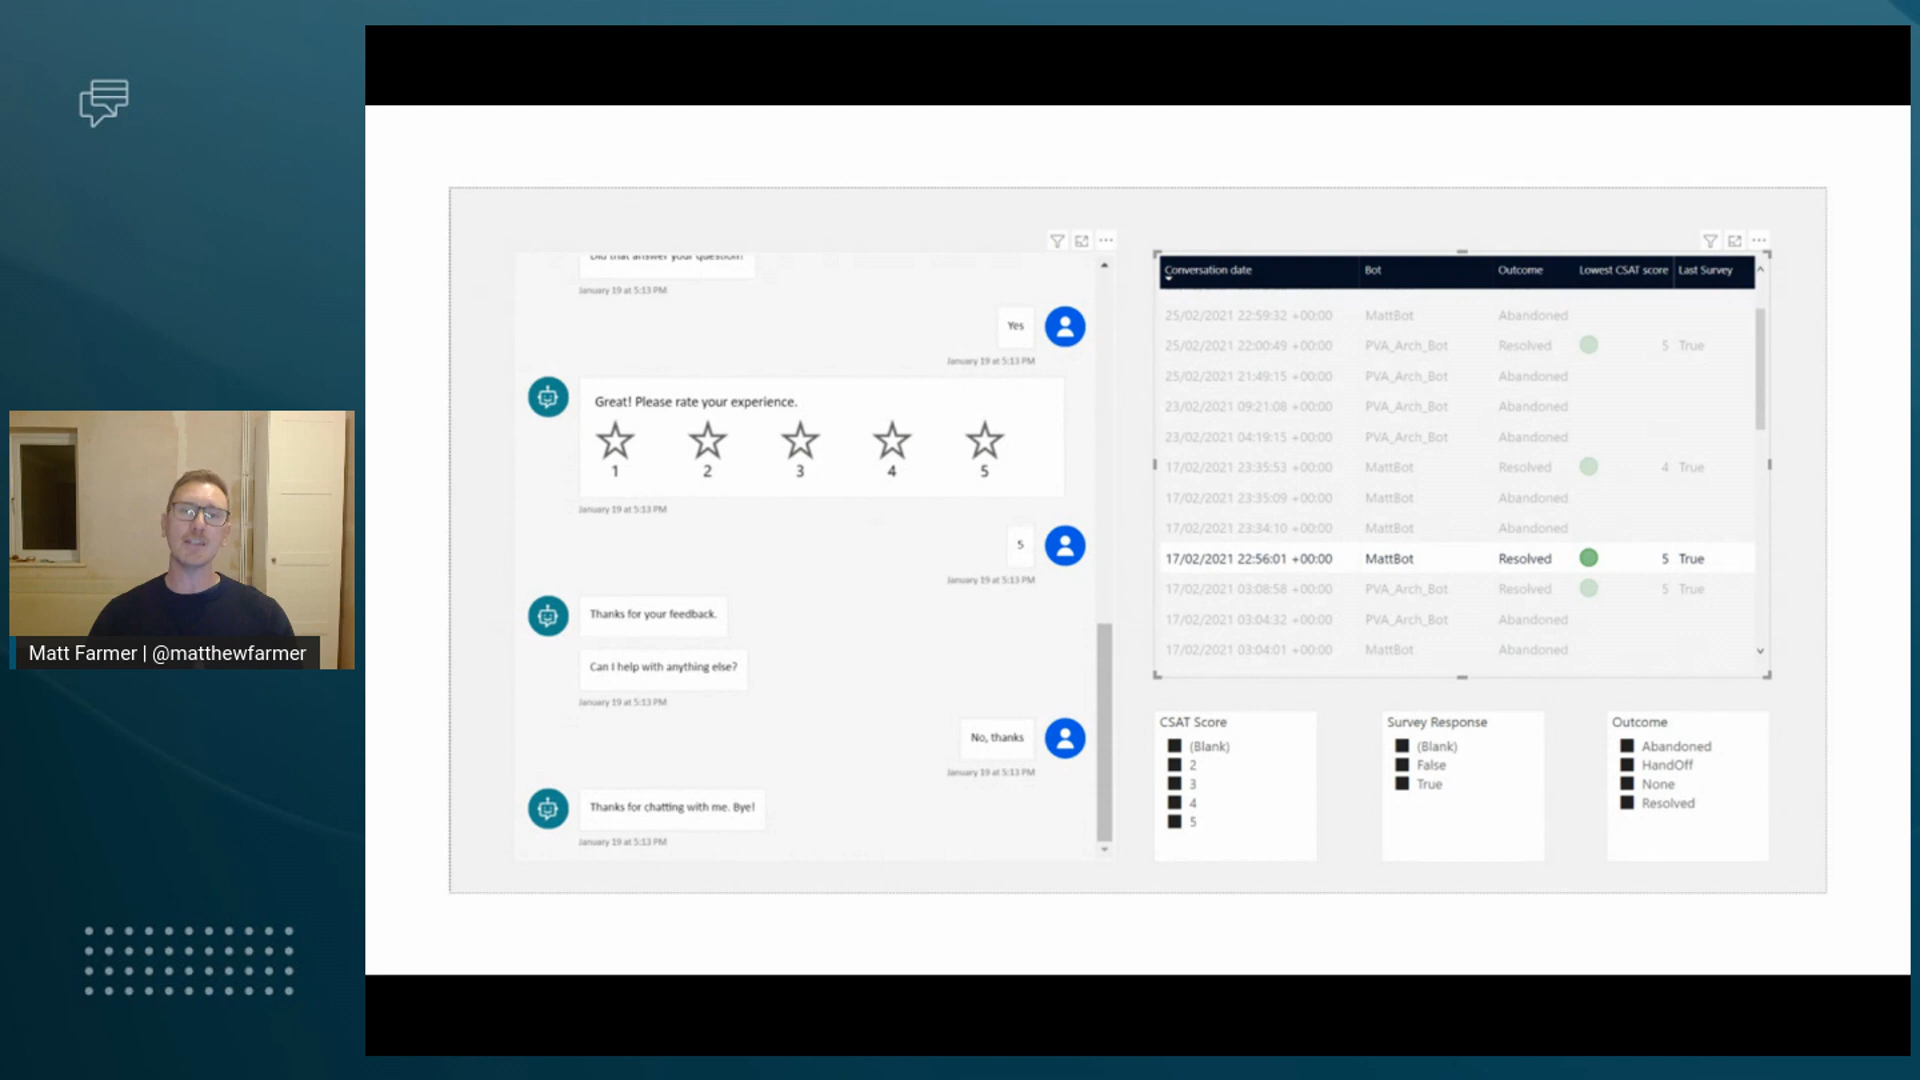 Did that answer your question?
January 19 at 5:13 PM
Yes
January 19 at 5:13 PM
Great! Please rate your experience.
1 2 3 4 5
January 19 at 5:13 PM
5
January 19 at 5:13 PM
Thanks for your feedback.
Can I help with anything else?
January 19 at 5:13 PM
No, thanks
January 19 at 5:13 PM
Thanks for chatting with me. Bye!
January 19 at 5:13 PM
Conversation date Bot Outcome Lowest CSAT score Last Survey
25/02/2021 22:59:32 +00:00 MattBot Abandoned
25/02/2021 22:00:49 +00:00 PVA_Arch_Bot Resolved 5 True
25/02/2021 21:49:15 +00:00 PVA_Arch_Bot Abandoned
23/02/2021 09:21:08 +00:00 PVA_Arch_Bot Abandoned
23/02/2021 04:19:15 +00:00 PVA_Arch_Bot Abandoned
17/02/2021 23:35:53 +00:00 MattBot Resolved 4 True
17/02/2021 23:35:09 +00:00 MattBot Abandoned
17/02/2021 23:34:10 +00:00 MattBot Abandoned
17/02/2021 22:56:01 +00:00 MattBot Resolved 5 True
17/02/2021 03:08:58 +00:00 PVA_Arch_Bot Resolved 5 True
17/02/2021 03:04:32 +00:00 PVA_Arch_Bot Abandoned
17/02/2021 03:04:01 +00:00 MattBot Abandoned
CSAT Score
(Blank)
2
3
4
5
Survey Response
(Blank)
False
True
Outcome
Abandoned
HandOff
None
Resolved
Matt Farmer | @matthewfarmer